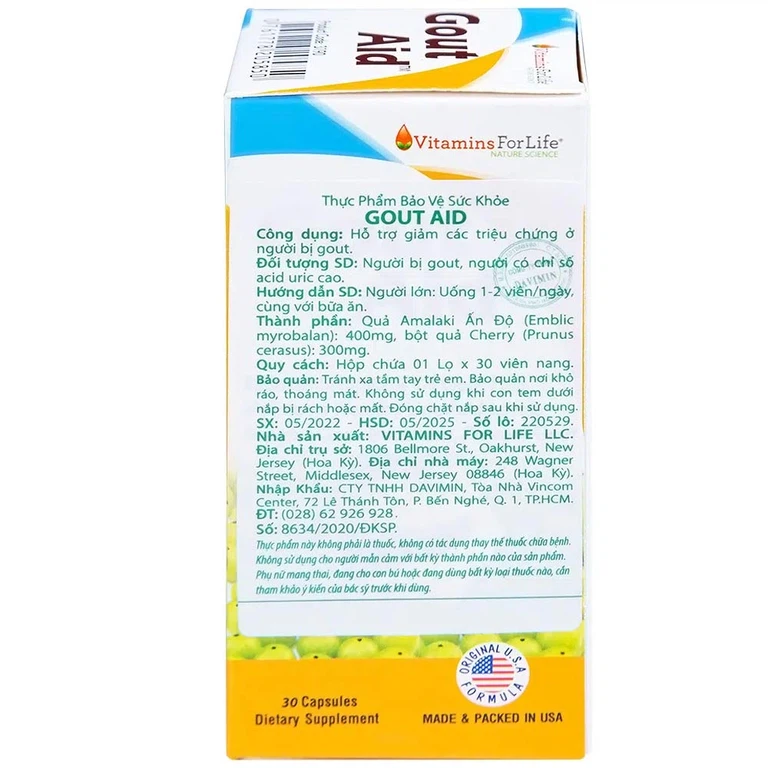 Gout
Aid™
VitaminsForLife®
NATURE SCIENCE
Thực Phẩm Bảo Vệ Sức Khỏe
GOUT AID
Công dụng: Hỗ trợ giảm các triệu chứng ở
người bị gout.
Đối tượng SD: Người bị gout, người có chỉ số
acid uric cao.
Hướng dẫn SD: Người lớn: Uống 1-2 viên/ngày,
cùng với bữa ăn.
Thành phần: Quả Amalaki Ấn Độ (Emblic
myrobalan): 400mg, bột quả Cherry (Prunus
cerasus): 300mg.
Quy cách: Hộp chứa 01 Lọ x 30 viên nang.
Bảo quản: Tránh xa tầm tay trẻ em. Bảo quản nơi khô
ráo, thoáng mát. Không sử dụng khi con tem dưới
nắp bị rách hoặc mất. Đóng chặt nắp sau khi sử dụng.
SX: 05/2022 - HSD: 05/2025 - Số lô: 220529.
Nhà sản xuất: VITAMINS FOR LIFE LLC.
Địa chỉ trụ sở: 1806 Bellmore St., Oakhurst, New
Jersey (Hoa Kỳ). Địa chỉ nhà máy: 248 Wagner
Street, Middlesex, New Jersey 08846 (Hoa Kỳ).
Nhập Khẩu: CTY TNHH DAVIMIN, Tòa Nhà Vincom
Center, 72 Lê Thánh Tôn, P. Bến Nghé, Q. 1, TP.HCM.
ĐT: (028) 62 926 928.
Số: 8634/2020/ĐKSP.
Thực phẩm này không phải là thuốc, không có tác dụng thay thế thuốc chữa bệnh.
Không sử dụng cho người mẫn cảm với bất kỳ thành phần nào của sản phẩm.
Phụ nữ mang thai, đang cho con bú hoặc đang dùng bất kỳ loại thuốc nào, cần
tham khảo ý kiến của bác sỹ trước khi dùng.
DAVIMIN
ORIGINAL U.S.A
FORMULA
30 Capsules
Dietary Supplement
MADE & PACKED IN USA